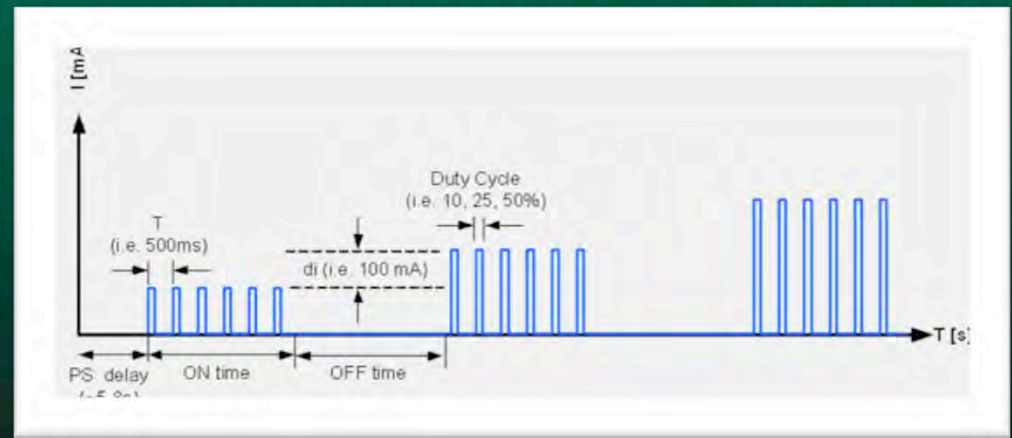 I [mA
Duty Cycle
(i.e. 10, 25, 50%)
T
(i.e. 500ms)
di (i.e. 100 mA)
T [s]
PS delay
ON time
OFF time